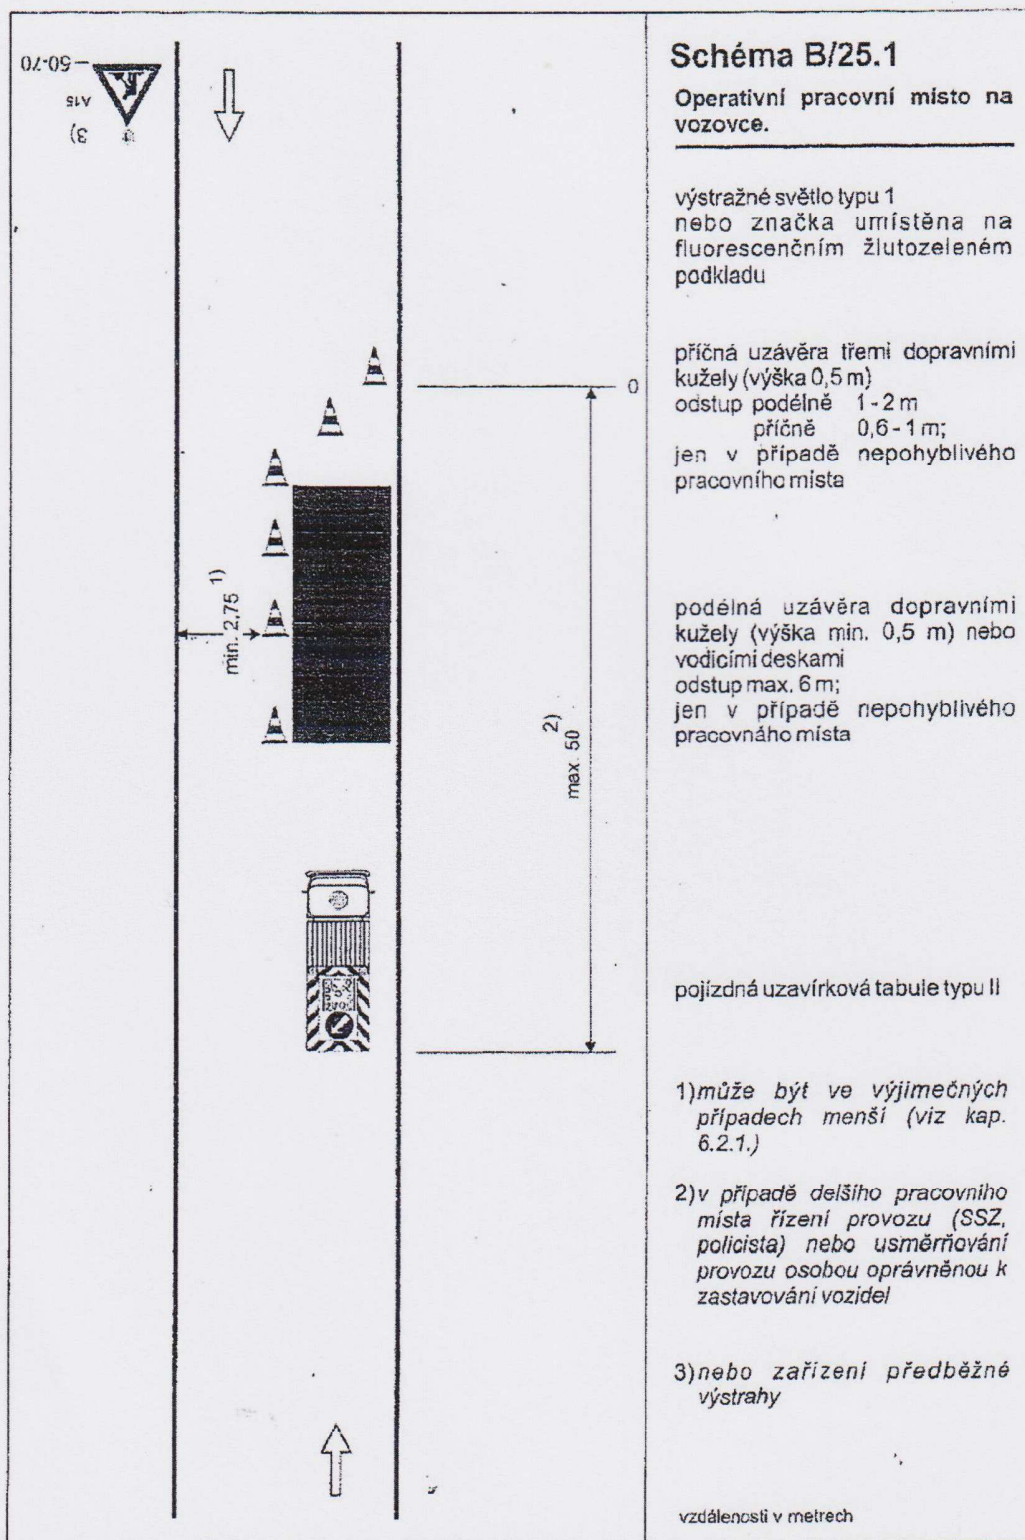 50-70
A15
3)
min. 2,75 1)
max. 50 2)
0
Schéma B/25.1
Operativní pracovní místo na
vozovce.
výstražné světlo typu 1
nebo značka umístěna na
fluorescenčním žlutozeleném
podkladu
příčná uzávěra třemi dopravními
kužely (výška 0,5 m)
odstup podélně 1-2 m
příčně 0,6-1 m;
jen v případě nepohyblivého
pracovního místa
podélná uzávěra dopravními
kužely (výška min. 0,5 m) nebo
vodicími deskami
odstup max. 6 m;
jen v případě nepohyblivého
pracovnáho místa
pojízdná uzavírková tabule typu II
1) může být ve výjimečných
případech menší (viz kap.
6.2.1.)
2) v případě delšího pracovního
místa řízení provozu (SSZ,
policista) nebo usměrňování
provozu osobou oprávněnou k
zastavování vozidel
3) nebo zařízení předběžné
výstrahy
vzdálenosti v metrech